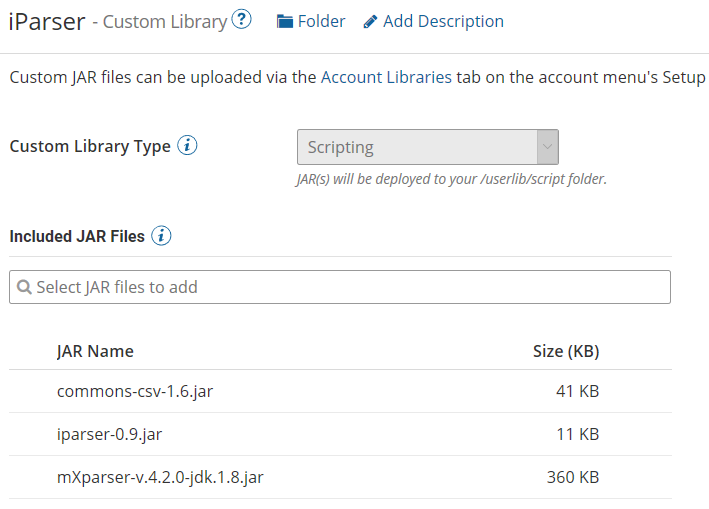 iParser - Custom Library ? Folder Add Description
Custom JAR files can be uploaded via the Account Libraries tab on the account menu's Setup
Custom Library Type i Scripting
JAR(s) will be deployed to your /userlib/script folder.
Included JAR Files i
Select JAR files to add
JAR Name Size (KB)
commons-csv-1.6.jar 41 KB
iparser-0.9.jar 11 KB
mXparser-v.4.2.0-jdk.1.8.jar 360 KB